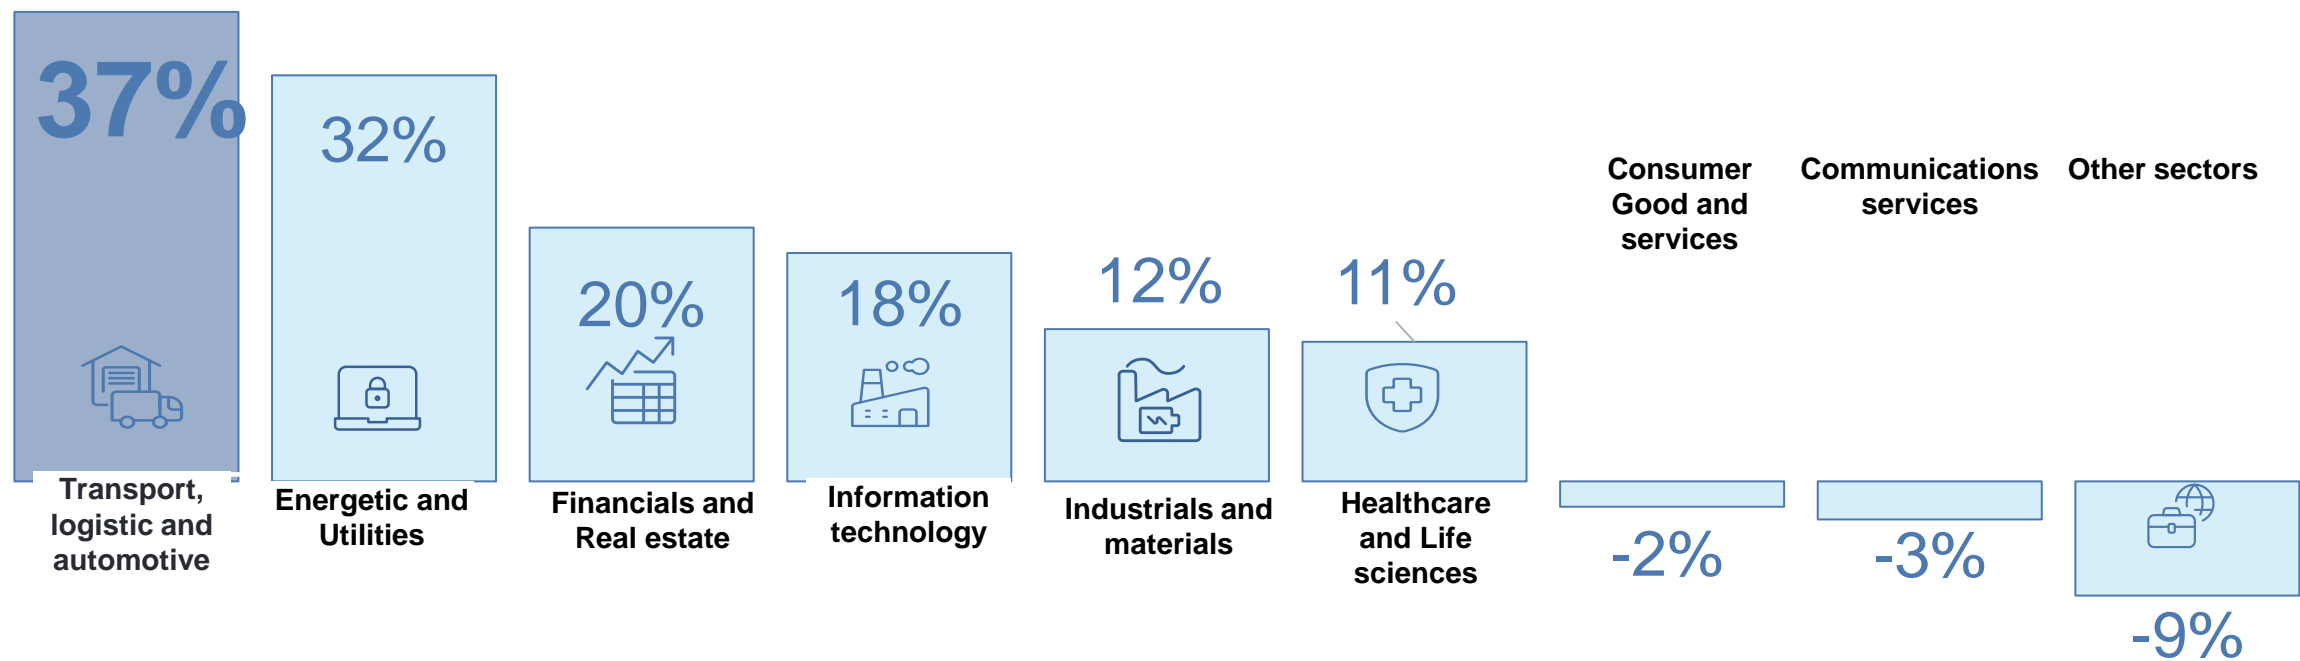 37%
Transport,
logistic and
automotive
32%
Energetic and
Utilities
20%
Financials and
Real estate
18%
Information
technology
12%
Industrials and
materials
11%
Healthcare
and Life
sciences
Consumer
Good and
services
-2%
Communications
services
-3%
Other sectors
-9%